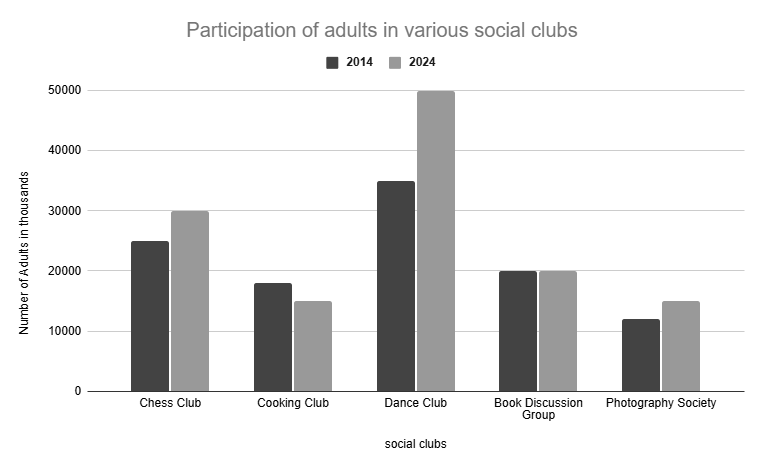 Participation of adults in various social clubs
2014 2024
Number of Adults in thousands
50000
40000
30000
20000
10000
0
Chess Club Cooking Club Dance Club Book Discussion Photography Society
Group
social clubs